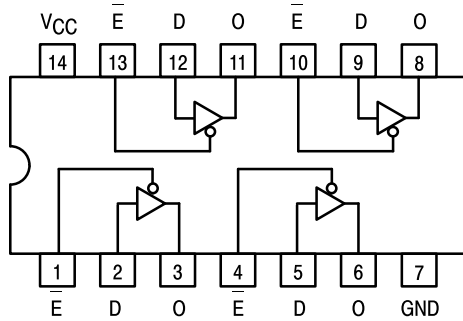 VCC E̅ D O E̅ D O
14 13 12 11 10 9 8
1 2 3 4 5 6 7
E̅ D O E̅ D O GND